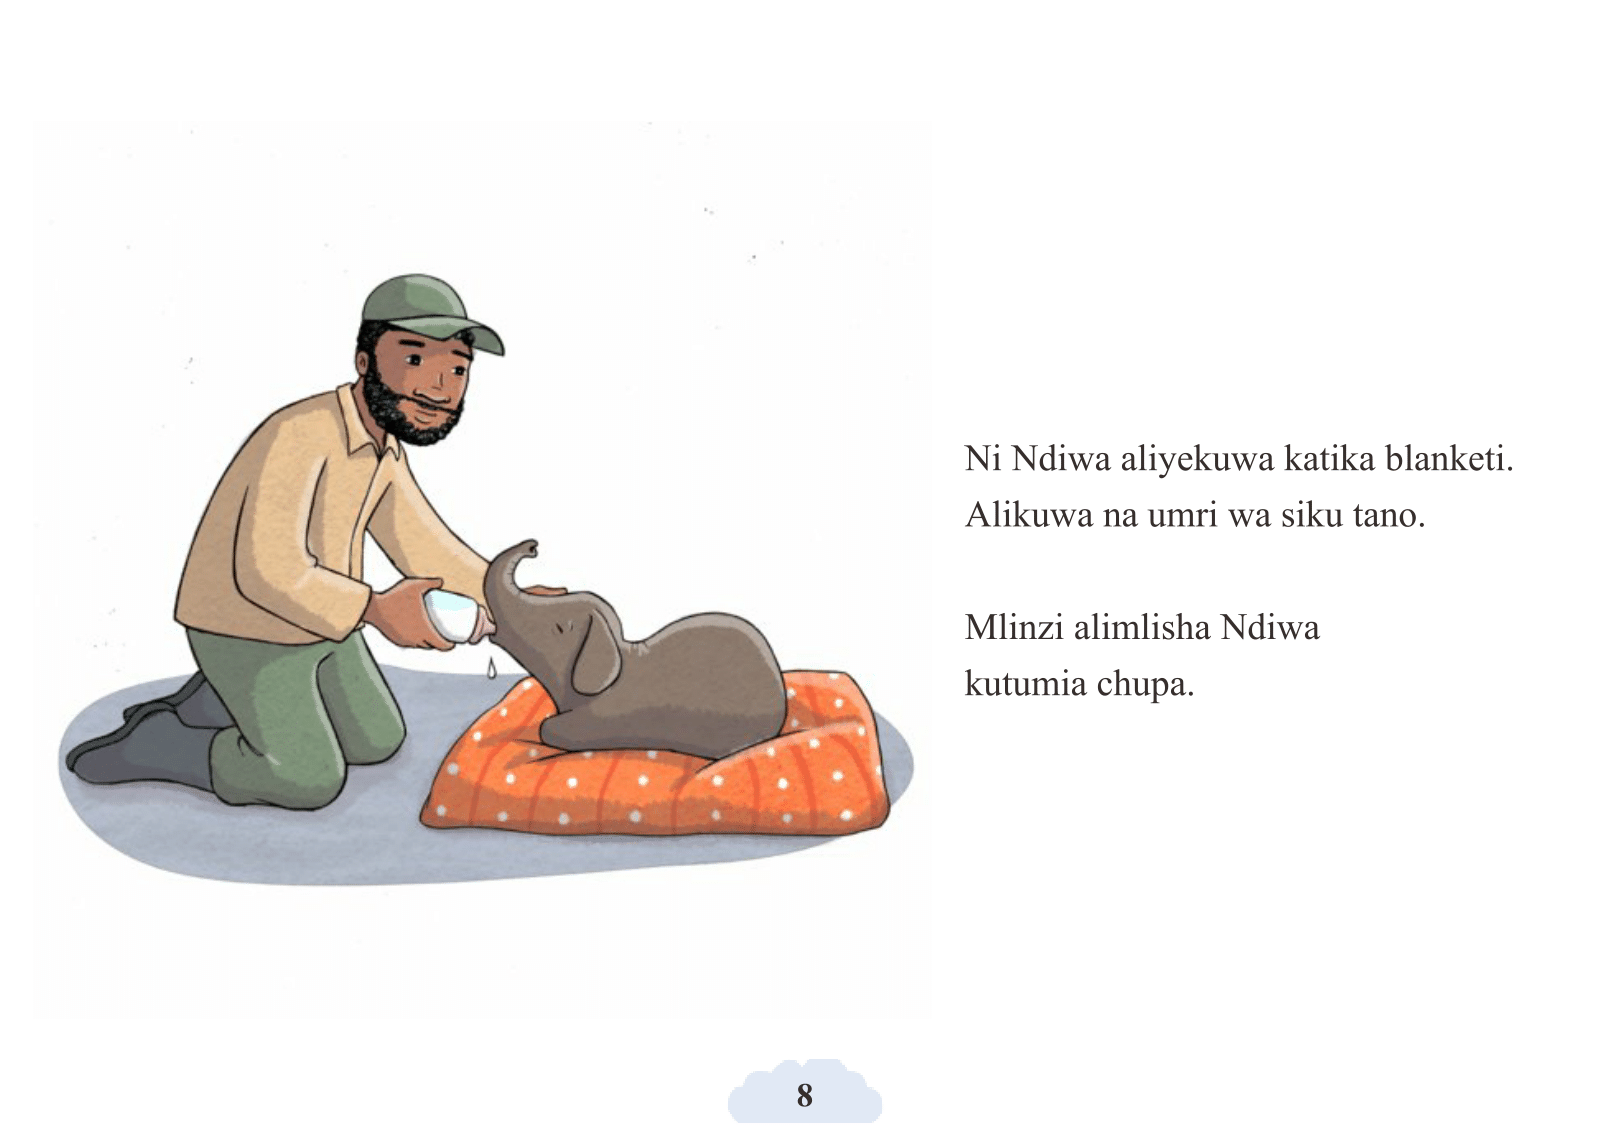 Ni Ndiwa aliyekuwa katika blanketi.
Alikuwa na umri wa siku tano.
Mlinzi alimlisha Ndiwa
kutumia chupa.
8